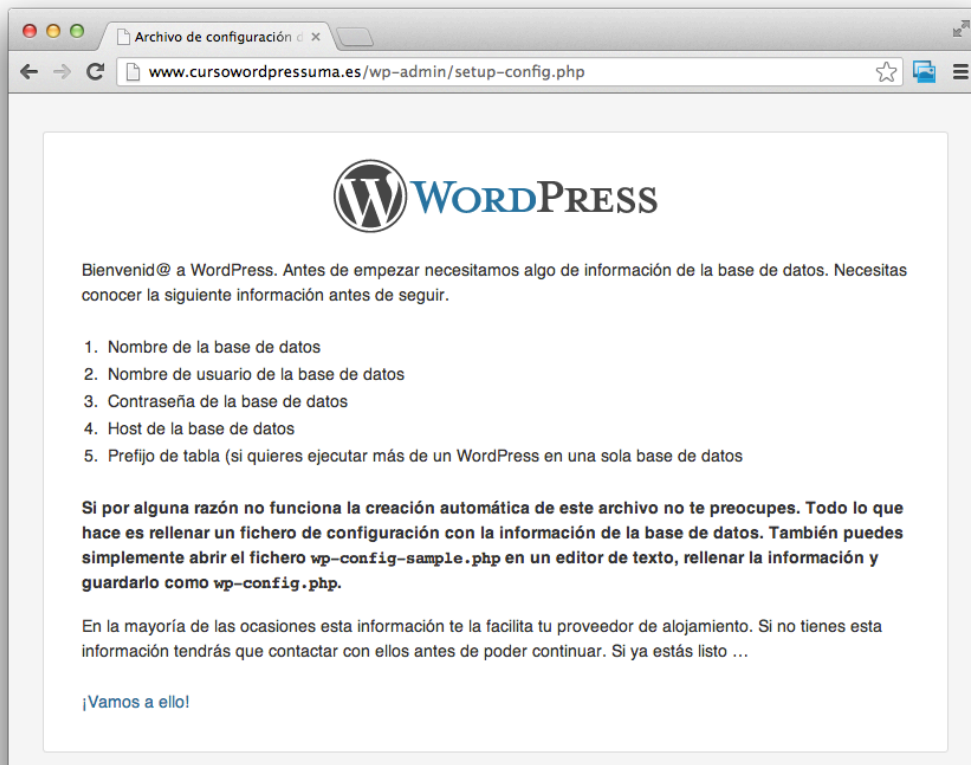 Archivo de configuración d
www.cursowordpressuma.es/wp-admin/setup-config.php
WORDPRESS
Bienvenid@ a WordPress. Antes de empezar necesitamos algo de información de la base de datos. Necesitas
conocer la siguiente información antes de seguir.
1. Nombre de la base de datos
2. Nombre de usuario de la base de datos
3. Contraseña de la base de datos
4. Host de la base de datos
5. Prefijo de tabla (si quieres ejecutar más de un WordPress en una sola base de datos
Si por alguna razón no funciona la creación automática de este archivo no te preocupes. Todo lo que
hace es rellenar un fichero de configuración con la información de la base de datos. También puedes
simplemente abrir el fichero wp-config-sample.php en un editor de texto, rellenar la información y
guardarlo como wp-config.php.
En la mayoría de las ocasiones esta información te la facilita tu proveedor de alojamiento. Si no tienes esta
información tendrás que contactar con ellos antes de poder continuar. Si ya estás listo …
¡Vamos a ello!